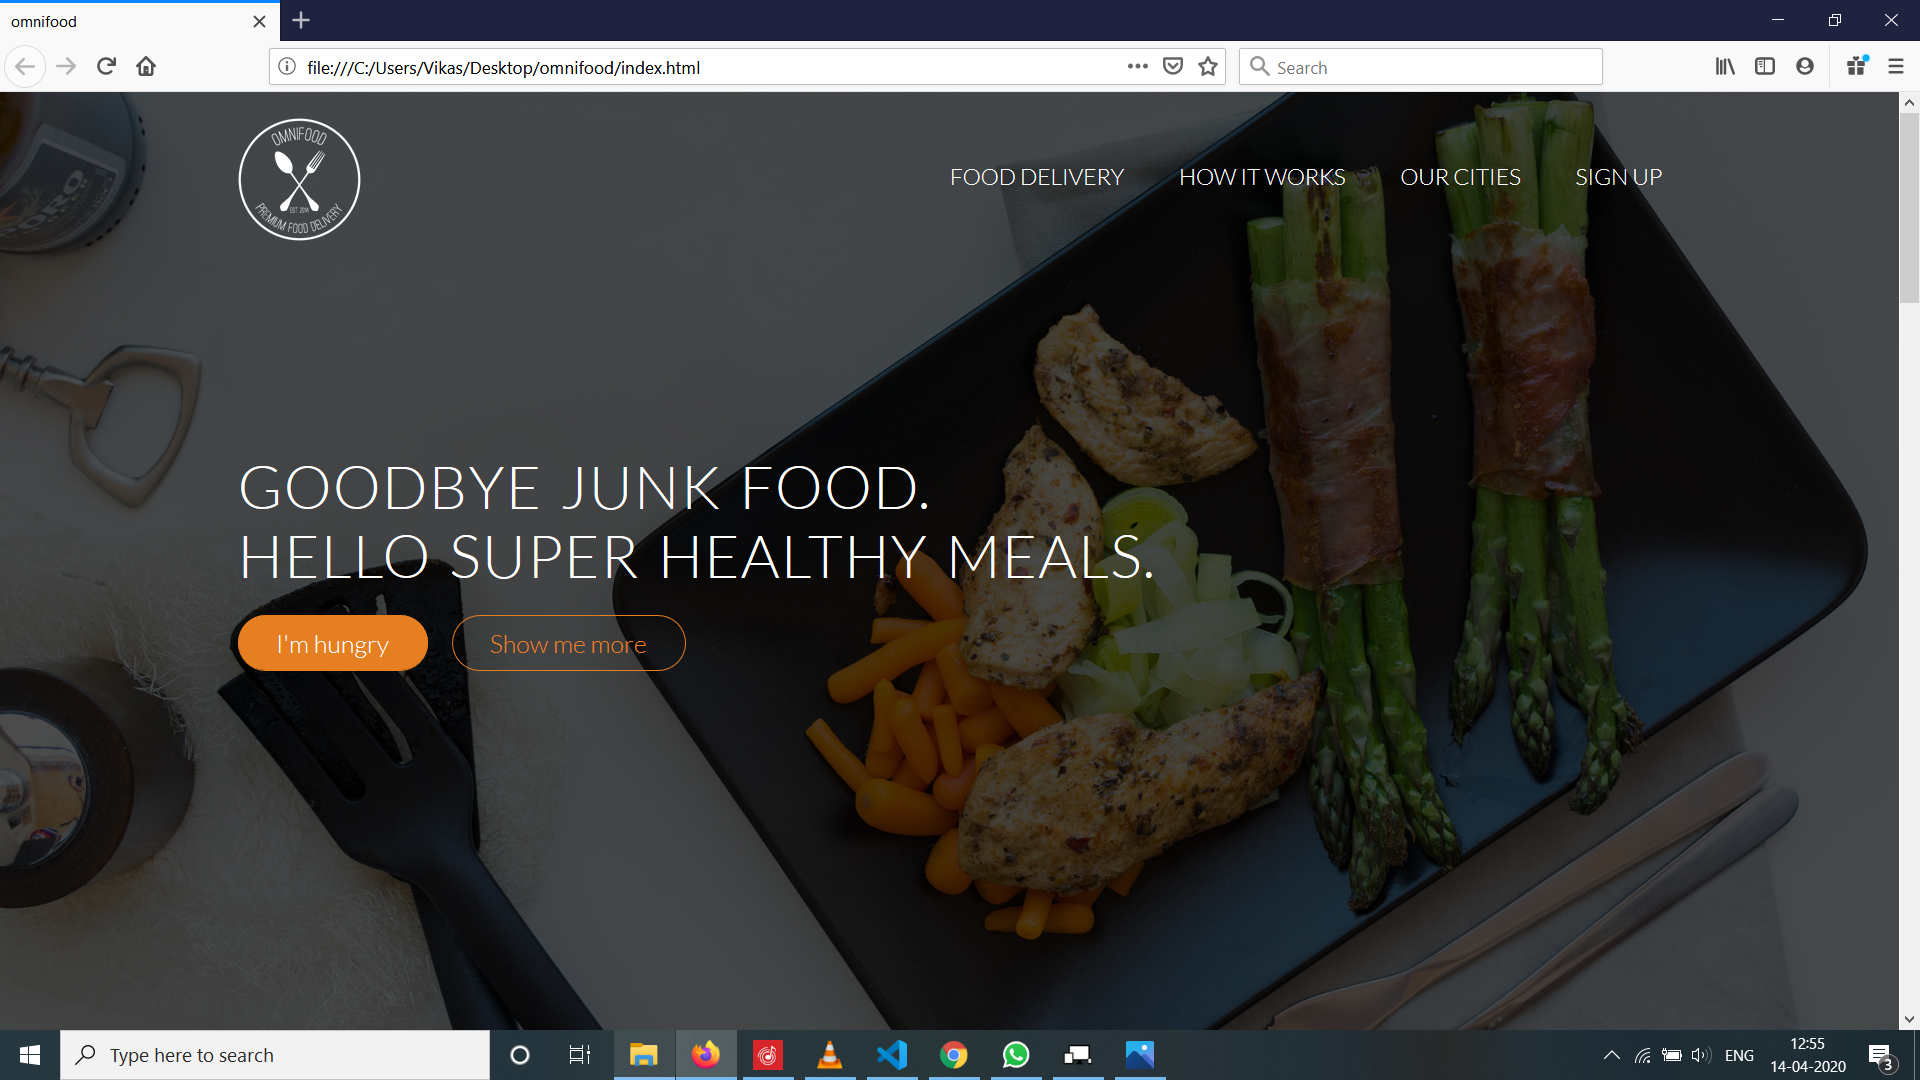 omnifood
file:///C:/Users/Vikas/Desktop/omnifood/index.html
Search
OMNIFOOD
EST. 2014
PREMIUM FOOD DELIVERY
FOOD DELIVERY HOW IT WORKS OUR CITIES SIGN UP
TORO
GOODBYE JUNK FOOD.
HELLO SUPER HEALTHY MEALS.
I'm hungry Show me more
Type here to search
ENG
12:55
14-04-2020
3